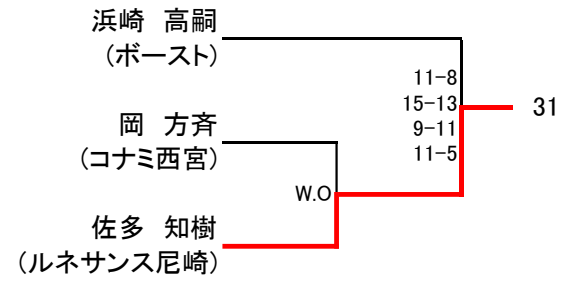 浜崎　高嗣
(ボースト)
11-8
15-13
9-11
11-5
31
岡　方斉
(コナミ西宮)
W.O
佐多　知樹
(ルネサンス尼崎)